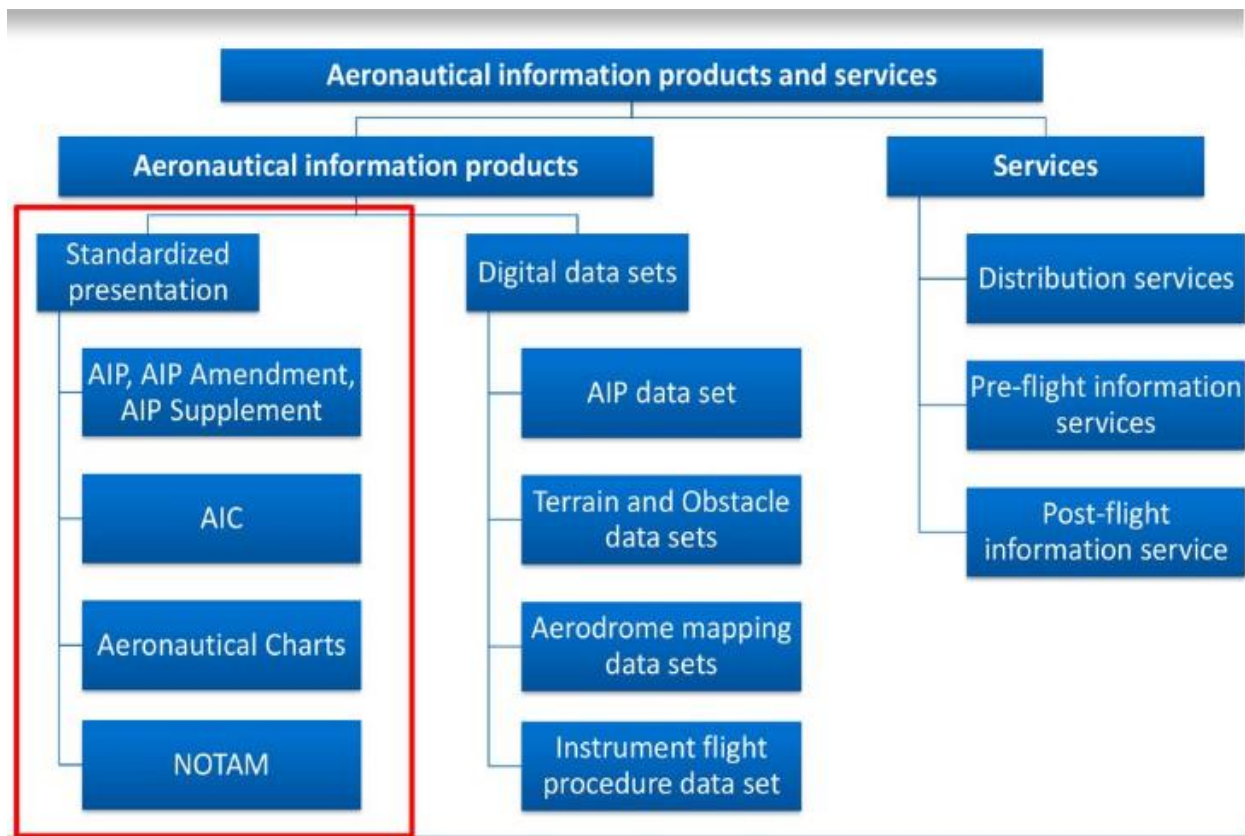 Aeronautical information products and services
Aeronautical information products
Services
Standardized
presentation
AIP, AIP Amendment,
AIP Supplement
AIC
Aeronautical Charts
NOTAM
Digital data sets
AIP data set
Terrain and Obstacle
data sets
Aerodrome mapping
data sets
Instrument flight
procedure data set
Distribution services
Pre-flight information
services
Post-flight
information service